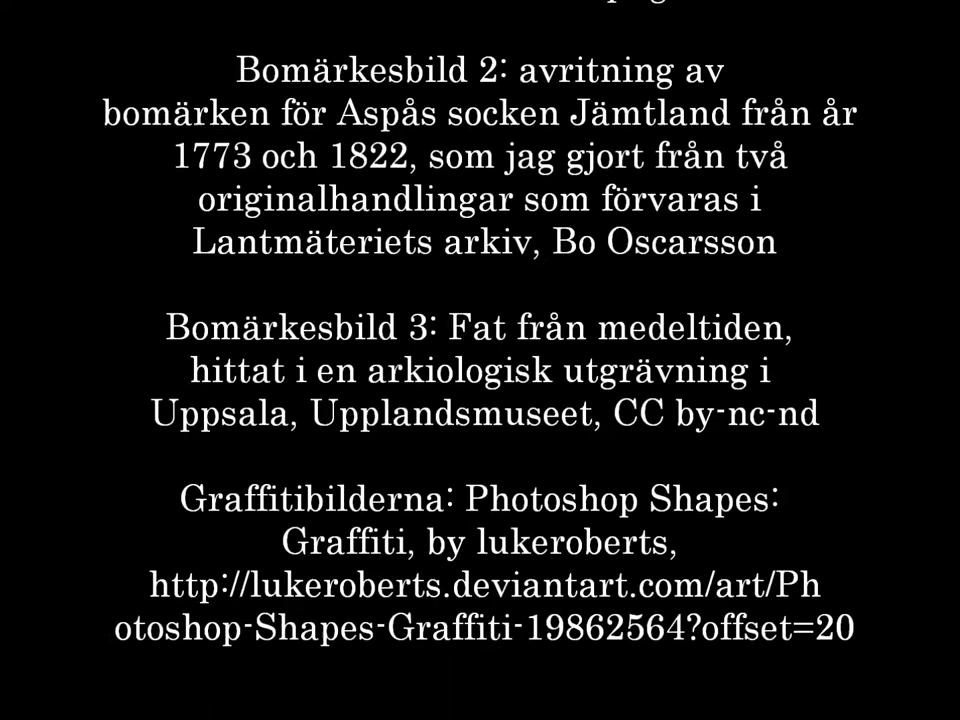 Bomärkesbild 2: avritning av
bomärken för Aspås socken Jämtland från år
1773 och 1822, som jag gjort från två
originalhandlingar som förvaras i
Lantmäteriets arkiv, Bo Oscarsson
Bomärkesbild 3: Fat från medeltiden,
hittat i en arkiologisk utgrävning i
Uppsala, Upplandsmuseet, CC by-nc-nd
Graffitibilderna: Photoshop Shapes:
Graffiti, by lukeroberts,
http://lukeroberts.deviantart.com/art/Ph
otoshop-Shapes-Graffiti-19862564?offset=20